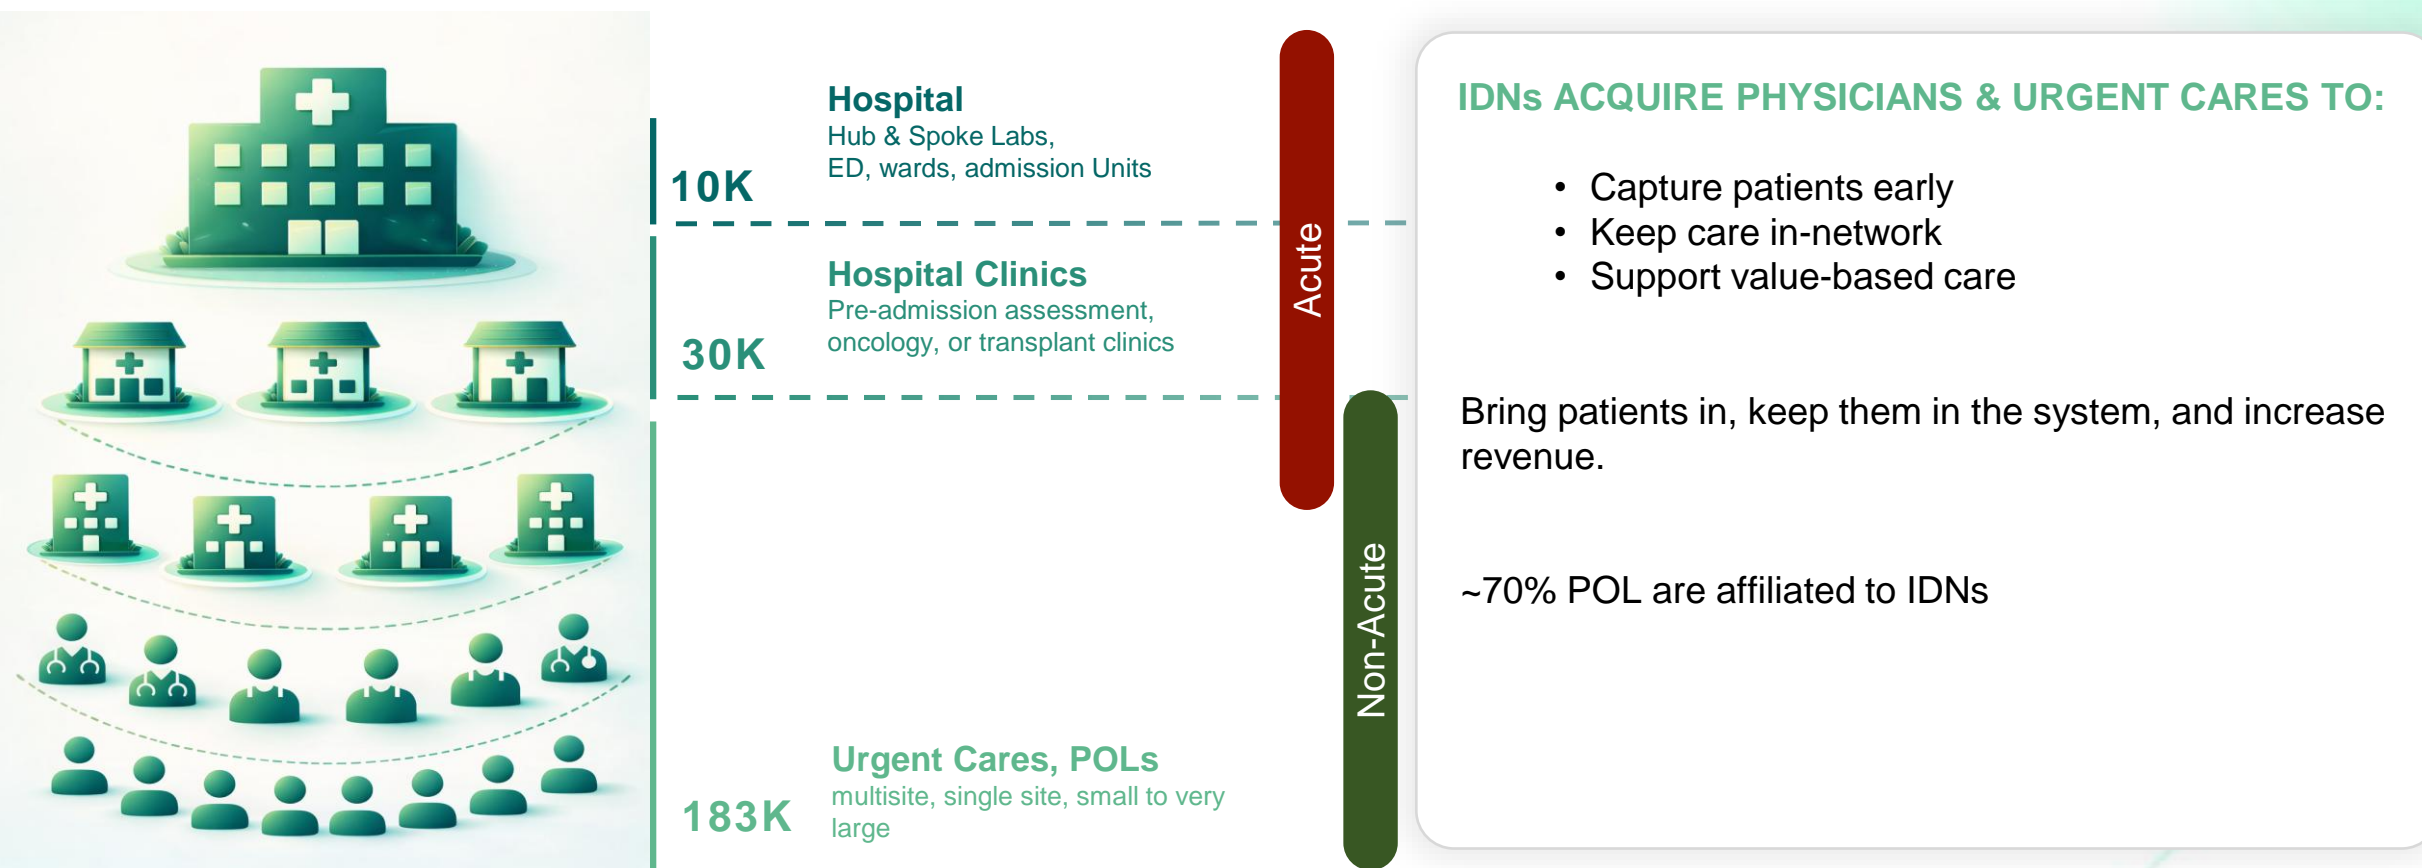 Hospital
Hub & Spoke Labs,
ED, wards, admission Units
10K
Hospital Clinics
Pre-admission assessment,
oncology, or transplant clinics
30K
Urgent Cares, POLs
multisite, single site, small to very
large
183K
Acute
Non-Acute
IDNs ACQUIRE PHYSICIANS & URGENT CARES TO:
• Capture patients early
• Keep care in-network
• Support value-based care
Bring patients in, keep them in the system, and increase
revenue.
~70% POL are affiliated to IDNs